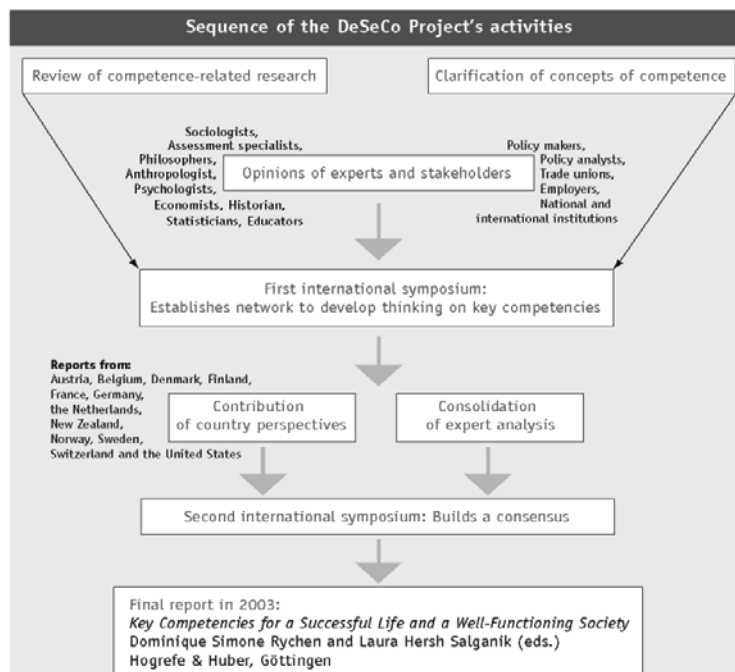 Sequence of the DeSeCo Project's activities
Review of competence-related research
Clarification of concepts of competence
Sociologists,
Assessment specialists,
Philosophers,
Anthropologist,
Psychologists,
Economists, Historian,
Statisticians, Educators
Opinions of experts and stakeholders
Policy makers,
Policy analysts,
Trade unions,
Employers,
National and
international institutions
First international symposium:
Establishes network to develop thinking on key competencies
Reports from:
Austria, Belgium, Denmark, Finland,
France, Germany,
the Netherlands,
New Zealand,
Norway, Sweden,
Switzerland and the United States
Contribution
of country perspectives
Consolidation
of expert analysis
Second international symposium: Builds a consensus
Final report in 2003:
Key Competencies for a Successful Life and a Well-Functioning Society
Dominique Simone Rychen and Laura Hersh Salganik (eds.)
Hogrefe & Huber, Göttingen